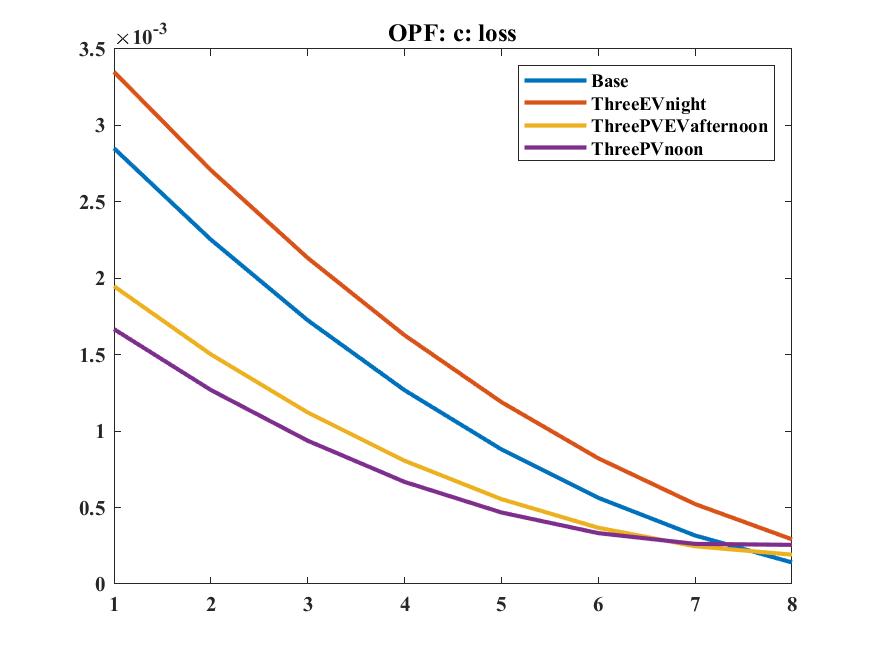 OPF: c: loss
×10-3
3.5
3
2.5
2
1.5
1
0.5
0
1 2 3 4 5 6 7 8
Base
ThreeEVnight
ThreePVEVafternoon
ThreePVnoon